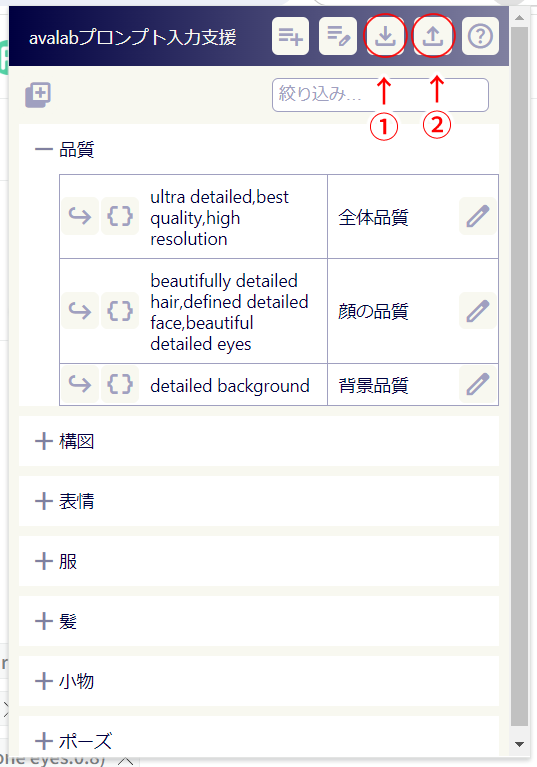 avalabプロンプト入力支援
絞り込み...
①
②
品質
ultra detailed,best
quality,high
resolution
全体品質
beautifully detailed
hair,defined detailed
face,beautiful
detailed eyes
顔の品質
detailed background
背景品質
構図
表情
服
髪
小物
ポーズ
one eyes:0.8)